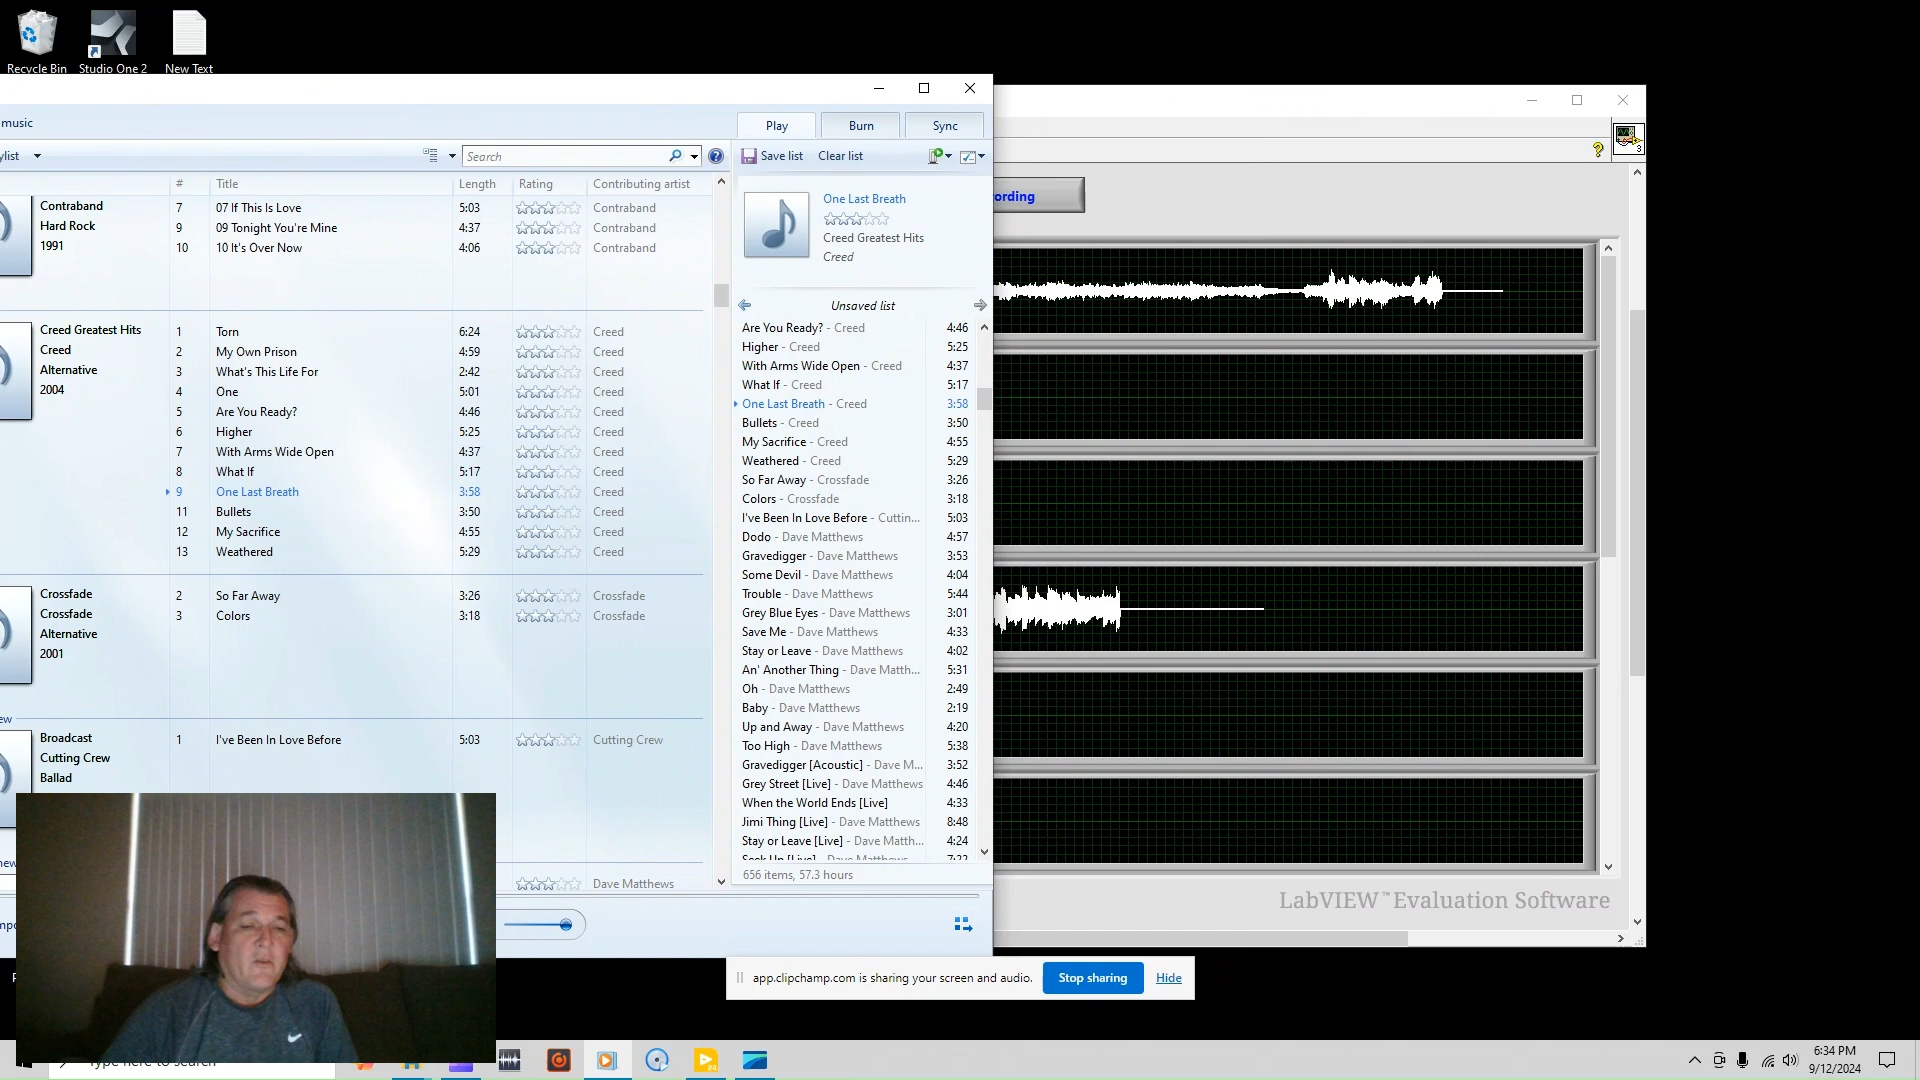 Recycle Bin
Studio One 2
New Text
music
Play
Burn
Sync
ylist
Search
Save list
Clear list
#
Title
Length
Rating
Contributing artist
Contraband
Hard Rock
1991
7 07 If This Is Love 5:03 Contraband
9 09 Tonight You're Mine 4:37 Contraband
10 10 It's Over Now 4:06 Contraband
Creed Greatest Hits
Creed
Alternative
2004
1 Torn 6:24 Creed
2 My Own Prison 4:59 Creed
3 What's This Life For 2:42 Creed
4 One 5:01 Creed
5 Are You Ready? 4:46 Creed
6 Higher 5:25 Creed
7 With Arms Wide Open 4:37 Creed
8 What If 5:17 Creed
9 One Last Breath 3:58 Creed
11 Bullets 3:50 Creed
12 My Sacrifice 4:55 Creed
13 Weathered 5:29 Creed
Crossfade
Crossfade
Alternative
2001
2 So Far Away 3:26 Crossfade
3 Colors 3:18 Crossfade
ew
Broadcast
Cutting Crew
Ballad
1 I've Been In Love Before 5:03 Cutting Crew
Dave Matthews
One Last Breath
Creed Greatest Hits
Creed
Unsaved list
Are You Ready? - Creed 4:46
Higher - Creed 5:25
With Arms Wide Open - Creed 4:37
What If - Creed 5:17
One Last Breath - Creed 3:58
Bullets - Creed 3:50
My Sacrifice - Creed 4:55
Weathered - Creed 5:29
So Far Away - Crossfade 3:26
Colors - Crossfade 3:18
I've Been In Love Before - Cuttin... 5:03
Dodo - Dave Matthews 4:57
Gravedigger - Dave Matthews 3:53
Some Devil - Dave Matthews 4:04
Trouble - Dave Matthews 5:44
Grey Blue Eyes - Dave Matthews 3:01
Save Me - Dave Matthews 4:33
Stay or Leave - Dave Matthews 4:02
An' Another Thing - Dave Matth... 5:31
Oh - Dave Matthews 2:49
Baby - Dave Matthews 2:19
Up and Away - Dave Matthews 4:20
Too High - Dave Matthews 5:38
Gravedigger [Acoustic] - Dave M... 3:52
Grey Street [Live] - Dave Matthews 4:46
When the World Ends [Live] 4:33
Jimi Thing [Live] - Dave Matthews 8:48
Stay or Leave [Live] - Dave Matth... 4:24
Seek Up [Live] - Dave Matthews 7:22
656 items, 57.3 hours
3
ording
LabVIEW™ Evaluation Software
app.clipchamp.com is sharing your screen and audio.
Stop sharing
Hide
Type here to search
6:34 PM
9/12/2024